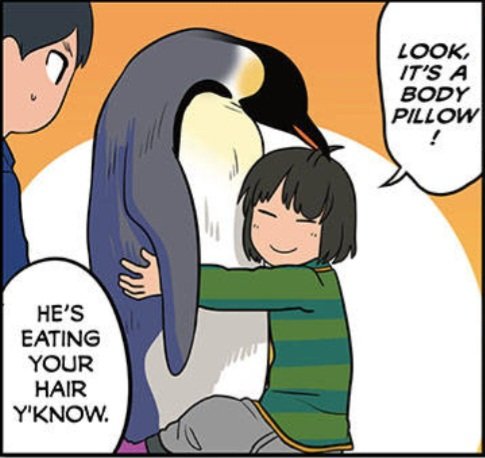 LOOK,
IT'S A
BODY
PILLOW
!
HE'S
EATING
YOUR
HAIR
Y'KNOW.